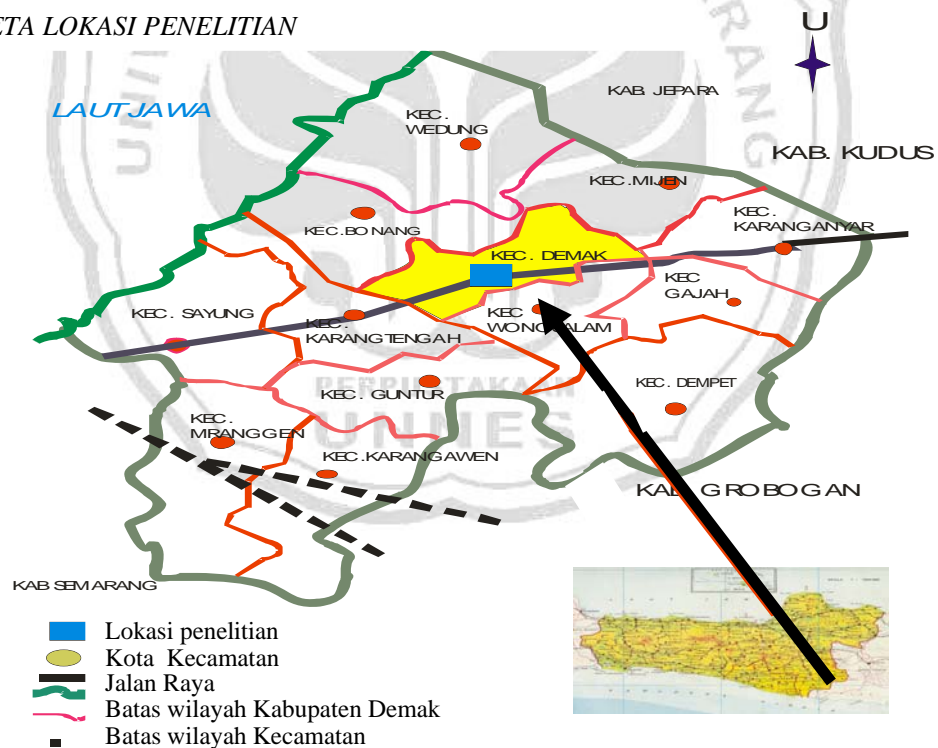 ETA LOKASI PENELITIAN
U
LAUT JAWA
KAB. JEPARA
KEC.
WEDUNG
KAB. KUDUS
KEC.MIJEN
KEC.
KARANGANYAR
KEC.BONANG
KEC. DEMAK
KEC
GAJAH
KEC. SAYUNG
KEC.
KARANGTENGAH
KEC
WONOSALAM
KEC. GUNTUR
KEC. DEMPET
PERPUSTAKAAN
UNNES
KEC.
MRANGGEN
KEC.KARANGAWEN
KAB. GROBOGAN
KAB SEMARANG
Lokasi penelitian
Kota Kecamatan
Jalan Raya
Batas wilayah Kabupaten Demak
Batas wilayah Kecamatan